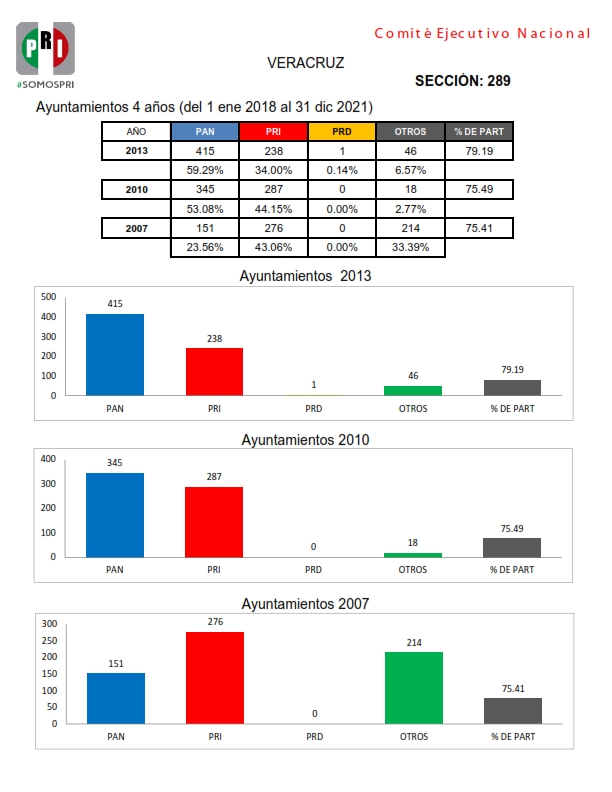 Comité Ejecutivo Nacional
PRI
#SOMOSPRI
VERACRUZ
SECCIÓN: 289
Ayuntamientos 4 años (del 1 ene 2018 al 31 dic 2021)
AÑO PAN PRI PRD OTROS % DE PART
2013 415 238 1 46 79.19
59.29% 34.00% 0.14% 6.57%
2010 345 287 0 18 75.49
53.08% 44.15% 0.00% 2.77%
2007 151 276 0 214 75.41
23.56% 43.06% 0.00% 33.39%
Ayuntamientos 2013
500
400
300
200
100
0
415 238 1 46 79.19
PAN PRI PRD OTROS % DE PART
Ayuntamientos 2010
400
300
200
100
0
345 287 0 18 75.49
PAN PRI PRD OTROS % DE PART
Ayuntamientos 2007
300
250
200
150
100
50
0
151 276 0 214 75.41
PAN PRI PRD OTROS % DE PART